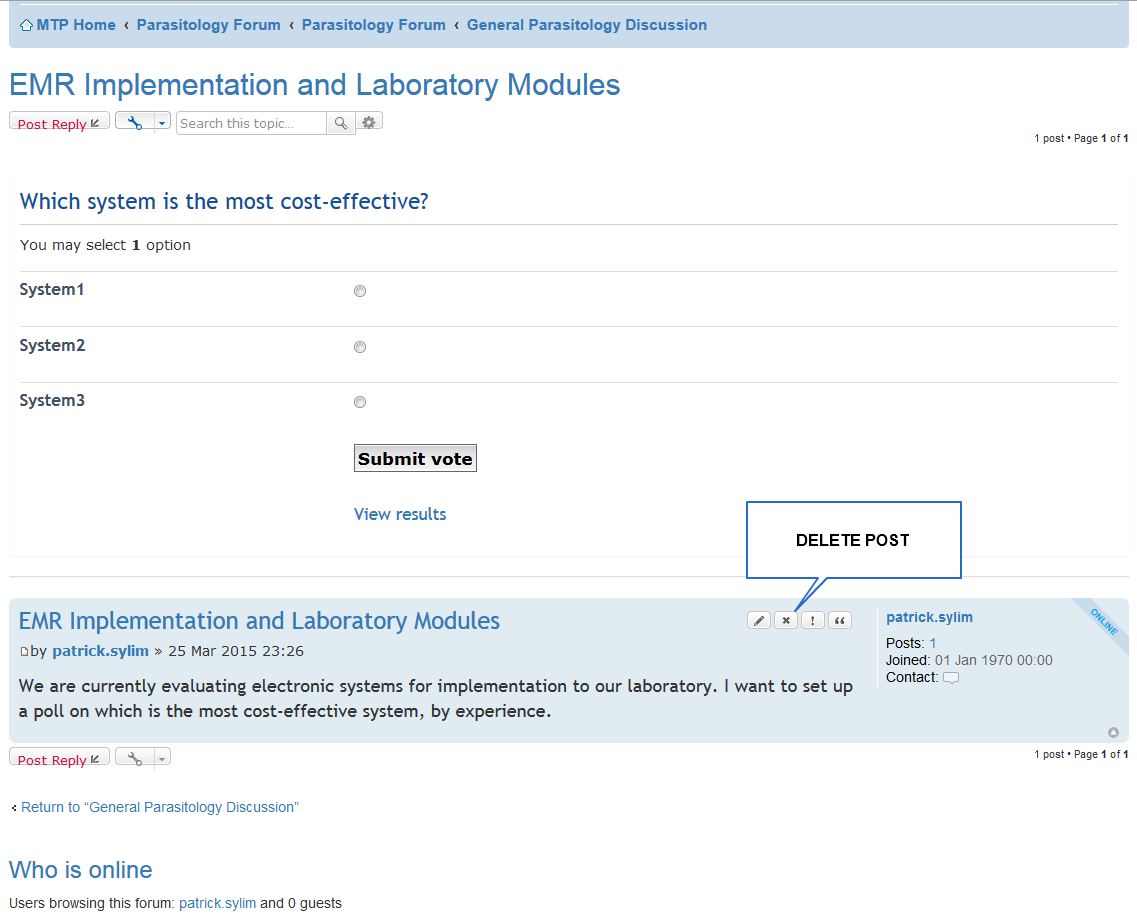 MTP Home ‹ Parasitology Forum ‹ Parasitology Forum ‹ General Parasitology Discussion
EMR Implementation and Laboratory Modules
Post Reply Search this topic...
1 post • Page 1 of 1
Which system is the most cost-effective?
You may select 1 option
System1
System2
System3
Submit vote
View results
DELETE POST
EMR Implementation and Laboratory Modules
by patrick.sylim » 25 Mar 2015 23:26
We are currently evaluating electronic systems for implementation to our laboratory. I want to set up
a poll on which is the most cost-effective system, by experience.
patrick.sylim
ONLINE
Posts: 1
Joined: 01 Jan 1970 00:00
Contact:
Post Reply
1 post • Page 1 of 1
Return to “General Parasitology Discussion”
Who is online
Users browsing this forum: patrick.sylim and 0 guests